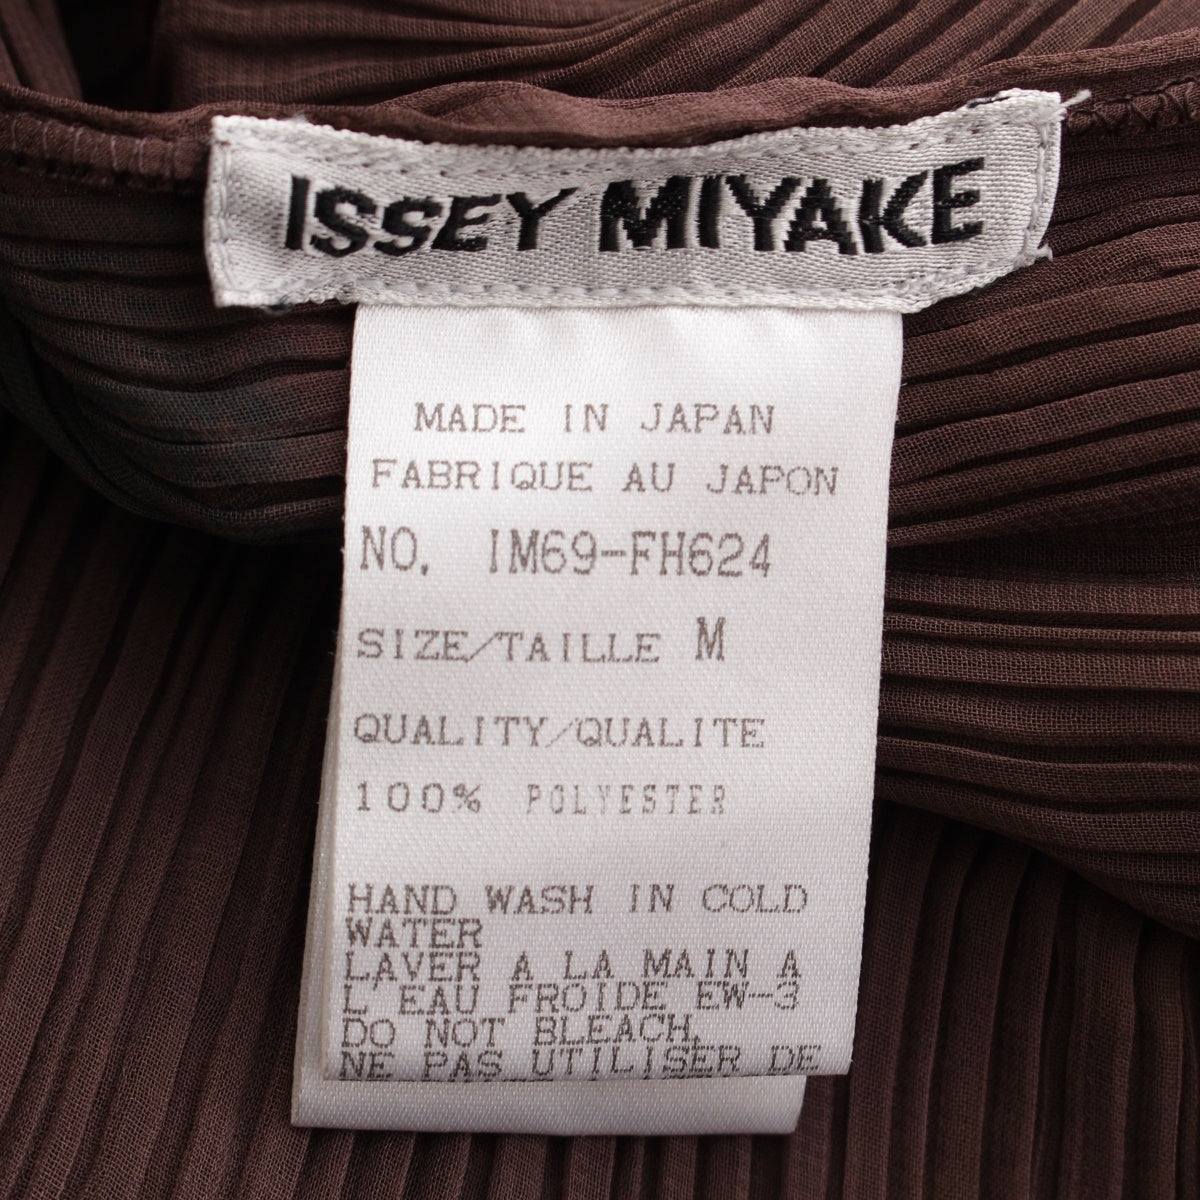 ISSEY MIYAKE
MADE IN JAPAN
FABRIQUE AU JAPON
NO. IM69-FH624
SIZE/TAILLE M
QUALITY/QUALITE
100% POLYESTER
HAND WASH IN COLD
WATER
LAVER A LA MAIN A
L'EAU FROIDE EW-3
DO NOT BLEACH.
NE PAS UTILISER DE